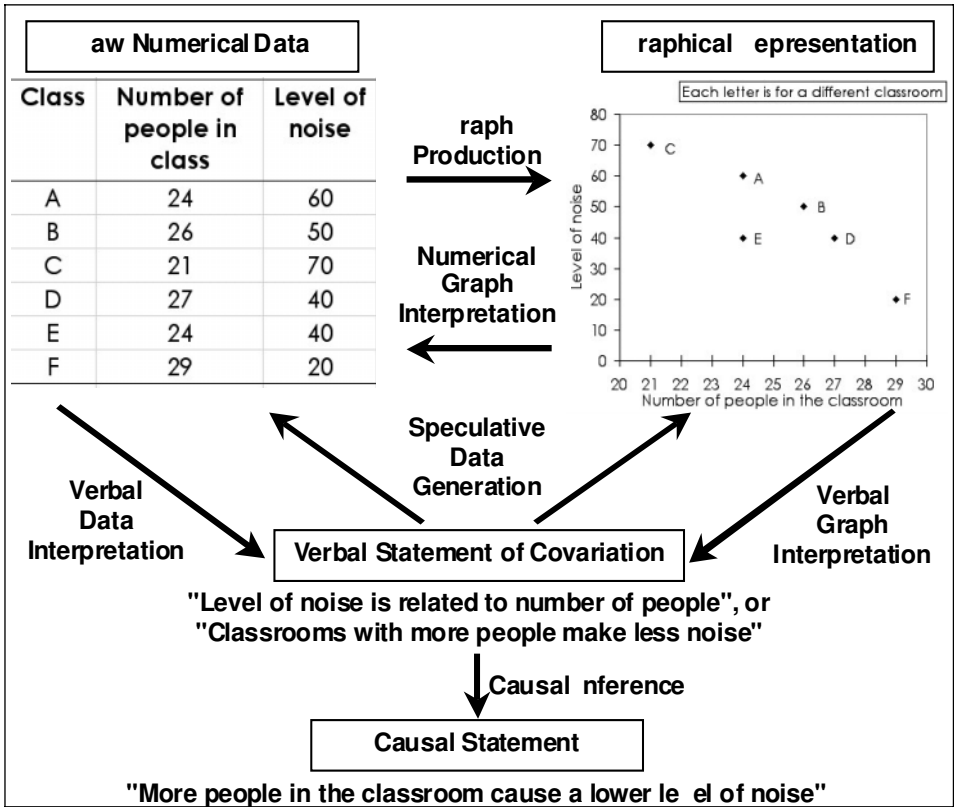 aw Numerical Data
raphical epresentation
Class Number of people in class Level of noise
A 24 60
B 26 50
C 21 70
D 27 40
E 24 40
F 29 20
raph
Production
Numerical
Graph
Interpretation
Each letter is for a different classroom
Level of noise
80
70
60
50
40
30
20
10
0
C
A
B
E
D
F
20 21 22 23 24 25 26 27 28 29 30
Number of people in the classroom
Speculative
Data
Generation
Verbal
Data
Interpretation
Verbal
Graph
Interpretation
Verbal Statement of Covariation
"Level of noise is related to number of people", or
"Classrooms with more people make less noise"
Causal nference
Causal Statement
"More people in the classroom cause a lower le el of noise"